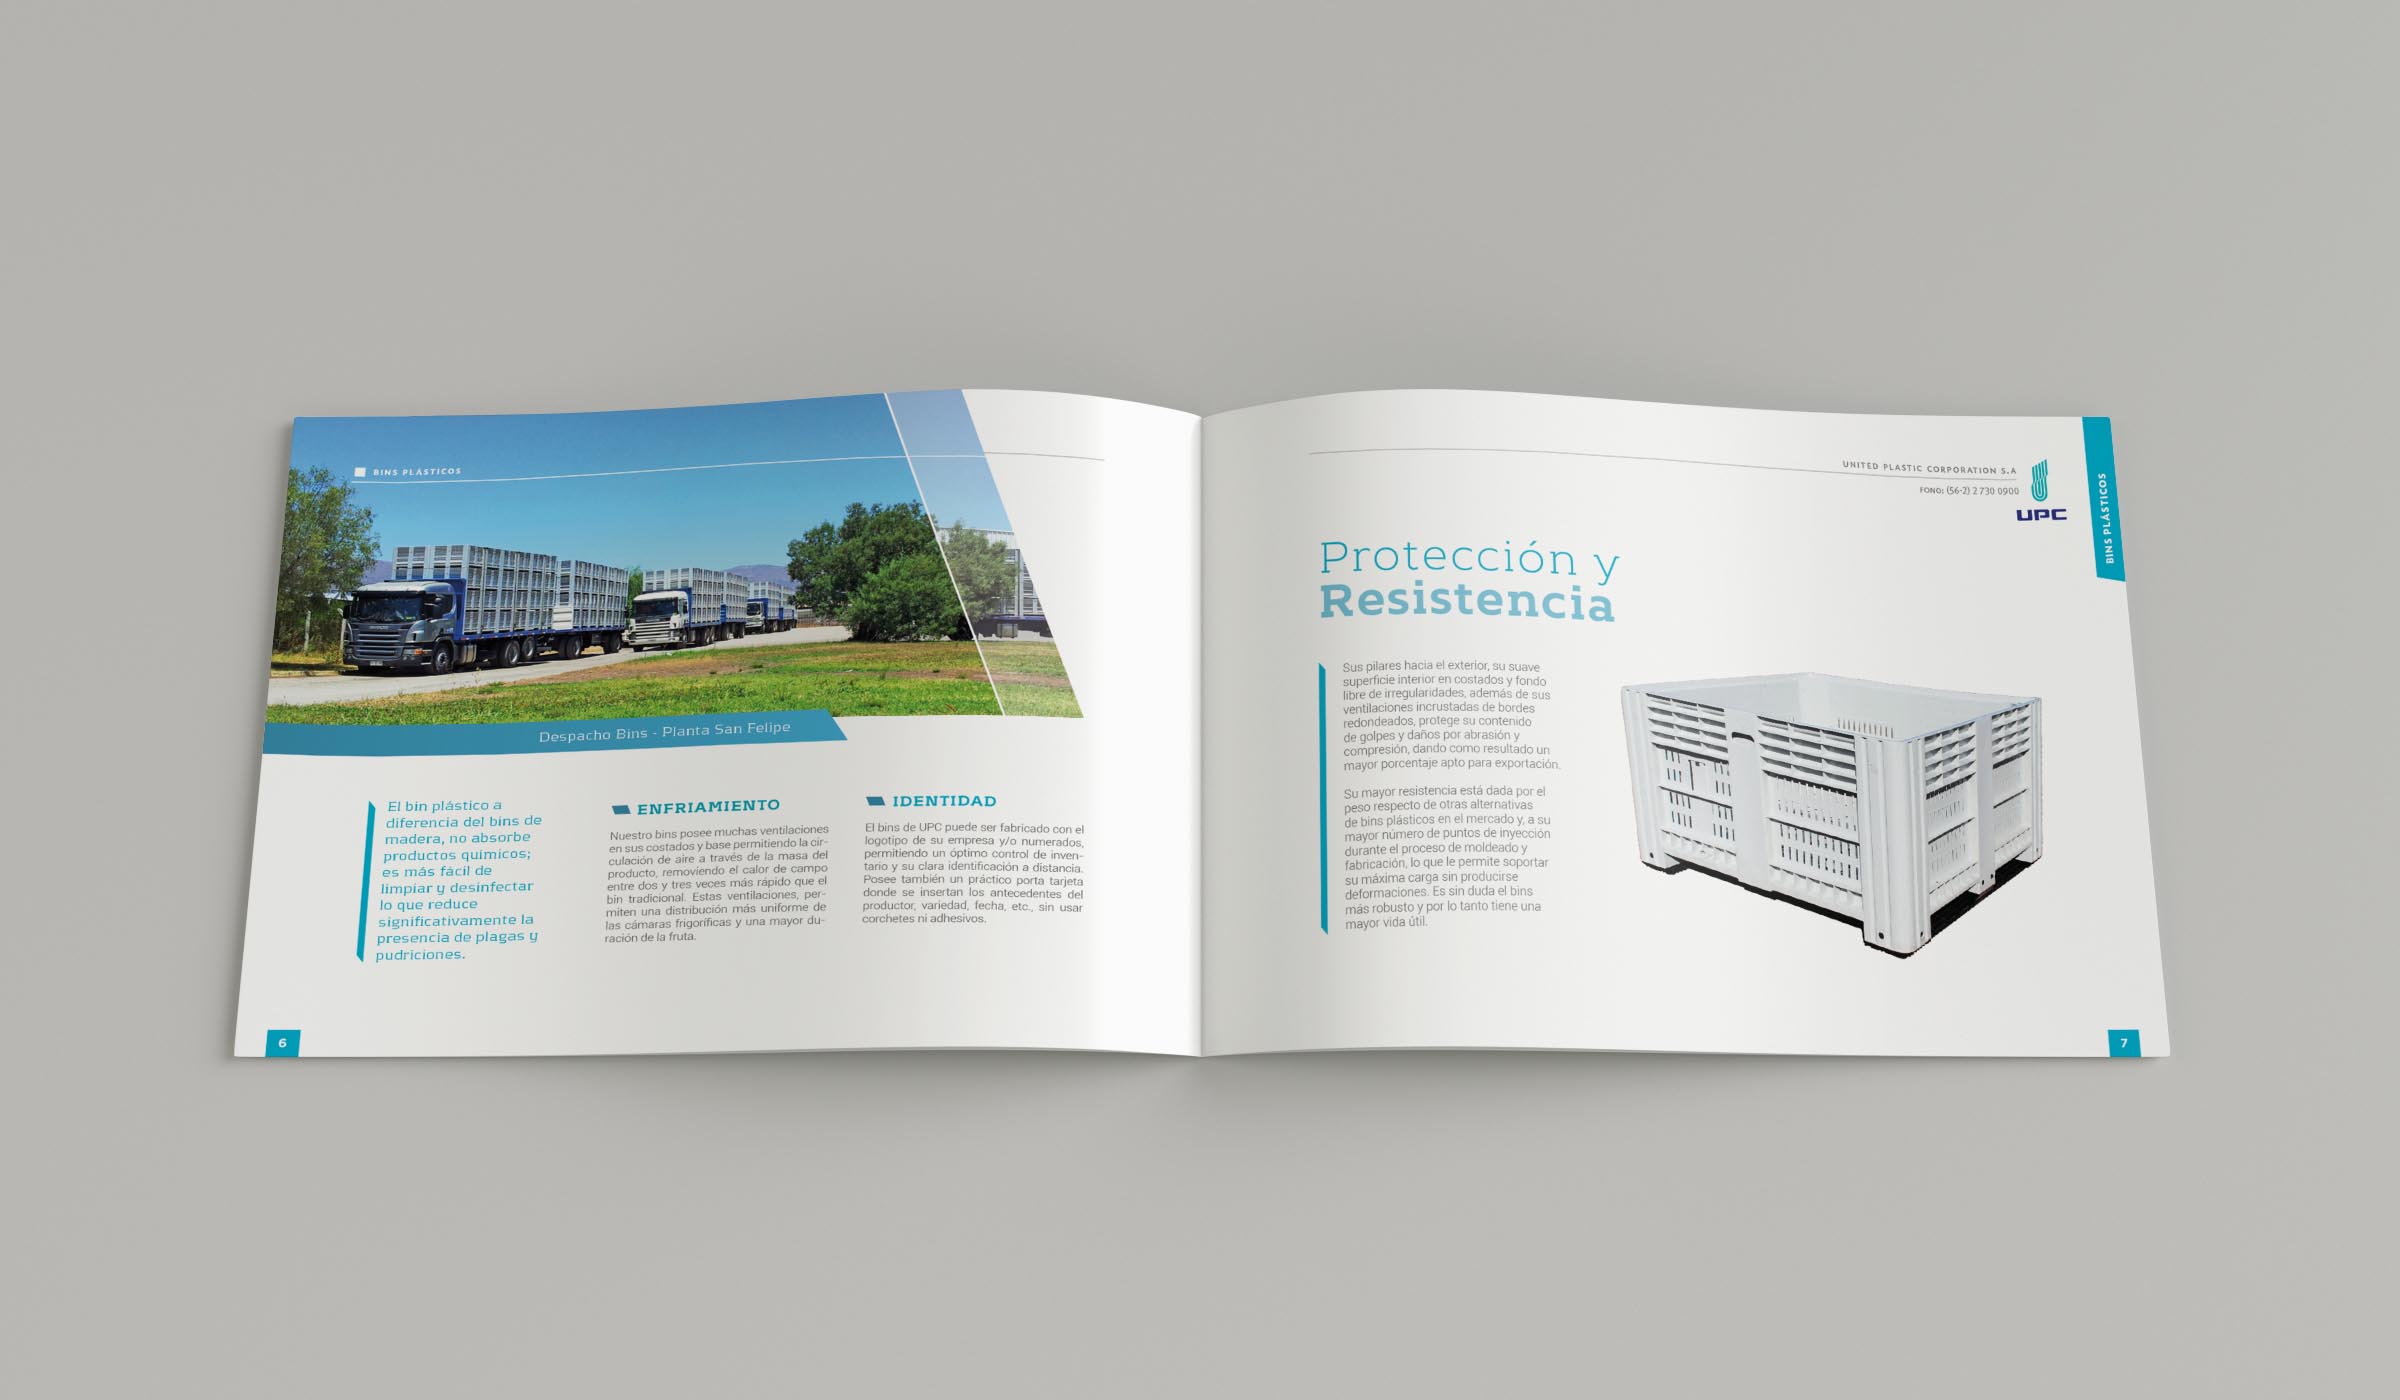 BINS PLÁSTICOS
Despacho Bins - Planta San Felipe
El bin plástico a
diferencia del bins de
madera, no absorbe
productos químicos;
es más fácil de
limpiar y desinfectar
lo que reduce
significativamente la
presencia de plagas y
pudriciones.
ENFRIAMIENTO
Nuestro bins posee muchas ventilaciones
en sus costados y base permitiendo la cir-
culación de aire a través de la masa del
producto, removiendo el calor de campo
entre dos y tres veces más rápido que el
bin tradicional. Estas ventilaciones, per-
miten una distribución más uniforme de
las cámaras frigoríficas y una mayor du-
ración de la fruta.
IDENTIDAD
El bins de UPC puede ser fabricado con el
logotipo de su empresa y/o numerados,
permitiendo un óptimo control de inven-
tario y su clara identificación a distancia.
Posee también un práctico porta tarjeta
donde se insertan los antecedentes del
productor, variedad, fecha, etc., sin usar
corchetes ni adhesivos.
6
UNITED PLASTIC CORPORATION S.A
FONO: (56-2) 2 730 0900
UPC
BINS PLÁSTICOS
Protección y
Resistencia
Sus pilares hacia el exterior, su suave
superficie interior en costados y fondo
libre de irregularidades, además de sus
ventilaciones incrustadas de bordes
redondeados, protege su contenido
de golpes y daños por abrasión y
compresión, dando como resultado un
mayor porcentaje apto para exportación.
Su mayor resistencia está dada por el
peso respecto de otras alternativas
de bins plásticos en el mercado y, a su
mayor número de puntos de inyección
durante el proceso de moldeado y
fabricación, lo que le permite soportar
su máxima carga sin producirse
deformaciones. Es sin duda el bins
más robusto y por lo tanto tiene una
mayor vida útil.
7